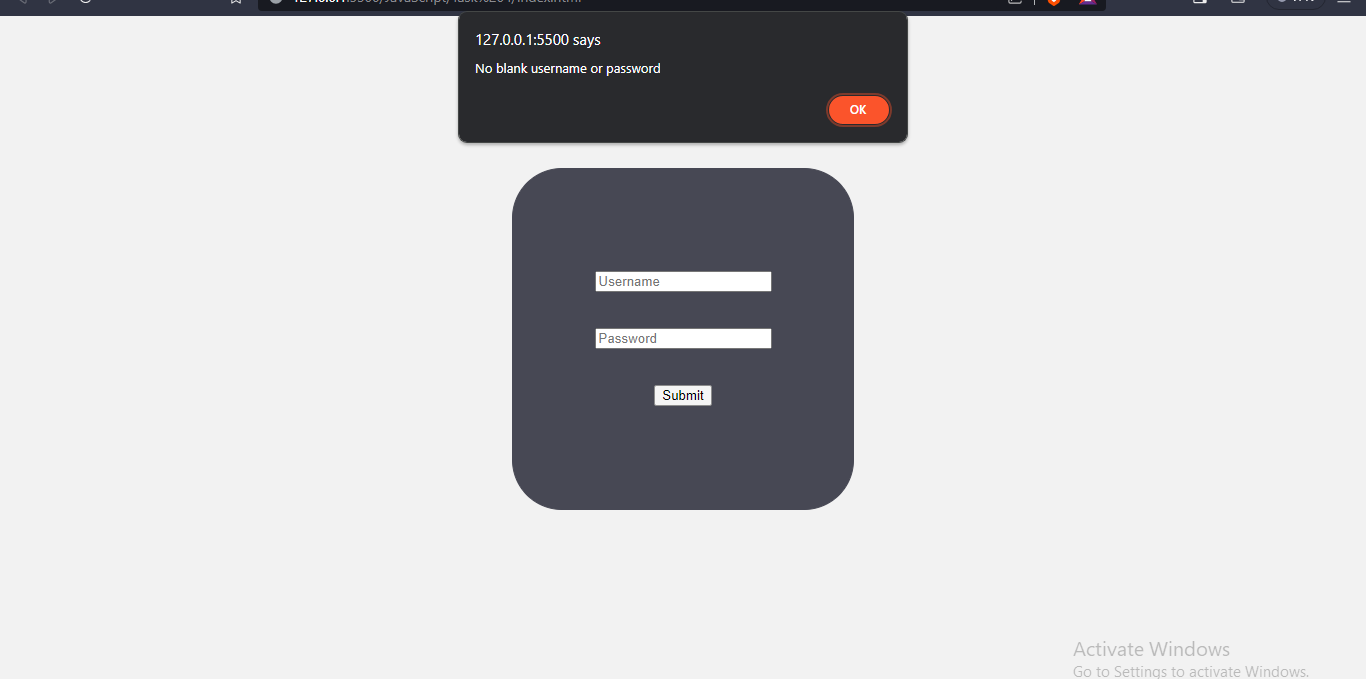 127.0.0.1:5500 says
No blank username or password
OK
Username
Password
Submit
Activate Windows
Go to Settings to activate Windows.